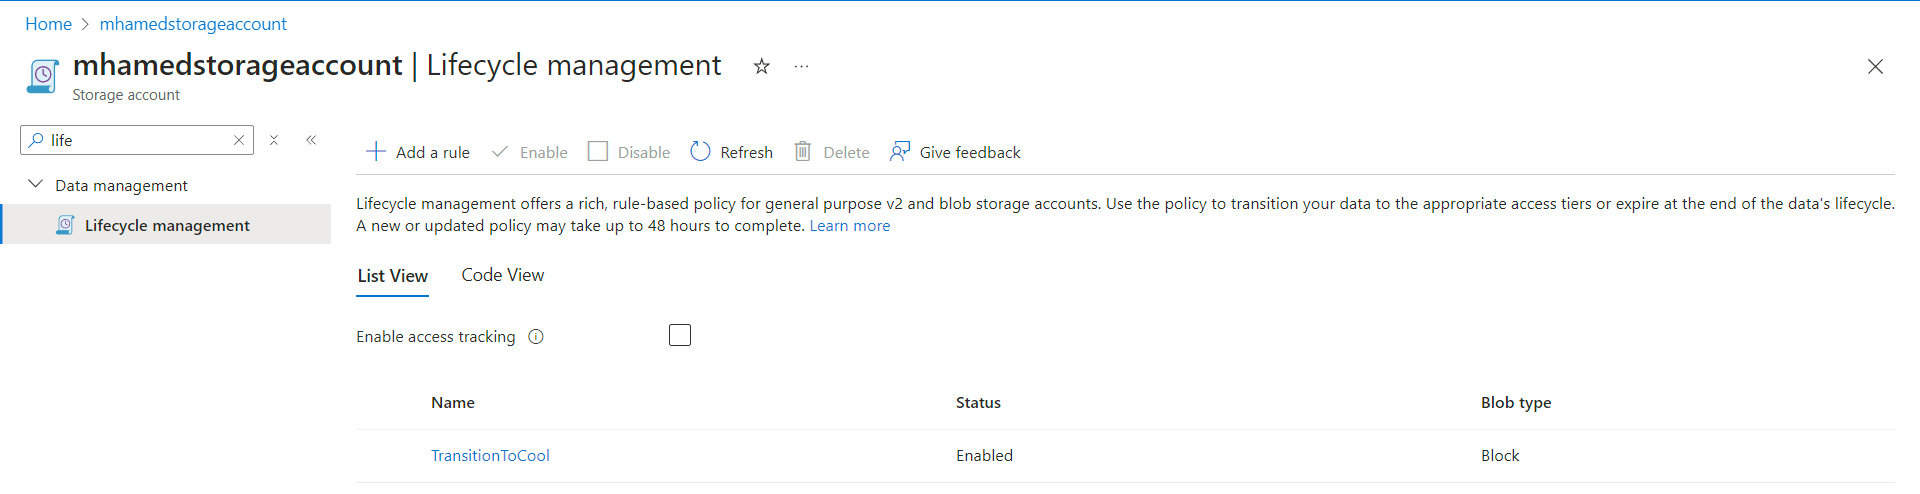 Home > mhamedstorageaccount
mhamedstorageaccount | Lifecycle management
Storage account
life
Data management
Lifecycle management
Add a rule Enable Disable Refresh Delete Give feedback
Lifecycle management offers a rich, rule-based policy for general purpose v2 and blob storage accounts. Use the policy to transition your data to the appropriate access tiers or expire at the end of the data's lifecycle.
A new or updated policy may take up to 48 hours to complete. Learn more
List View Code View
Enable access tracking
Name Status Blob type
TransitionToCool Enabled Block